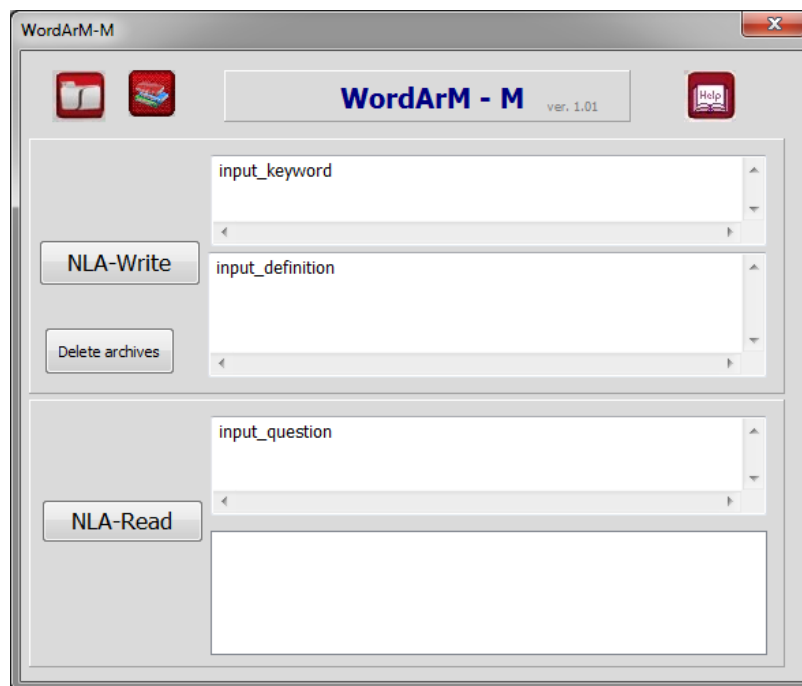 WordArM-M
WordArM - M ver. 1.01
Help
input_keyword
NLA-Write
input_definition
Delete archives
input_question
NLA-Read